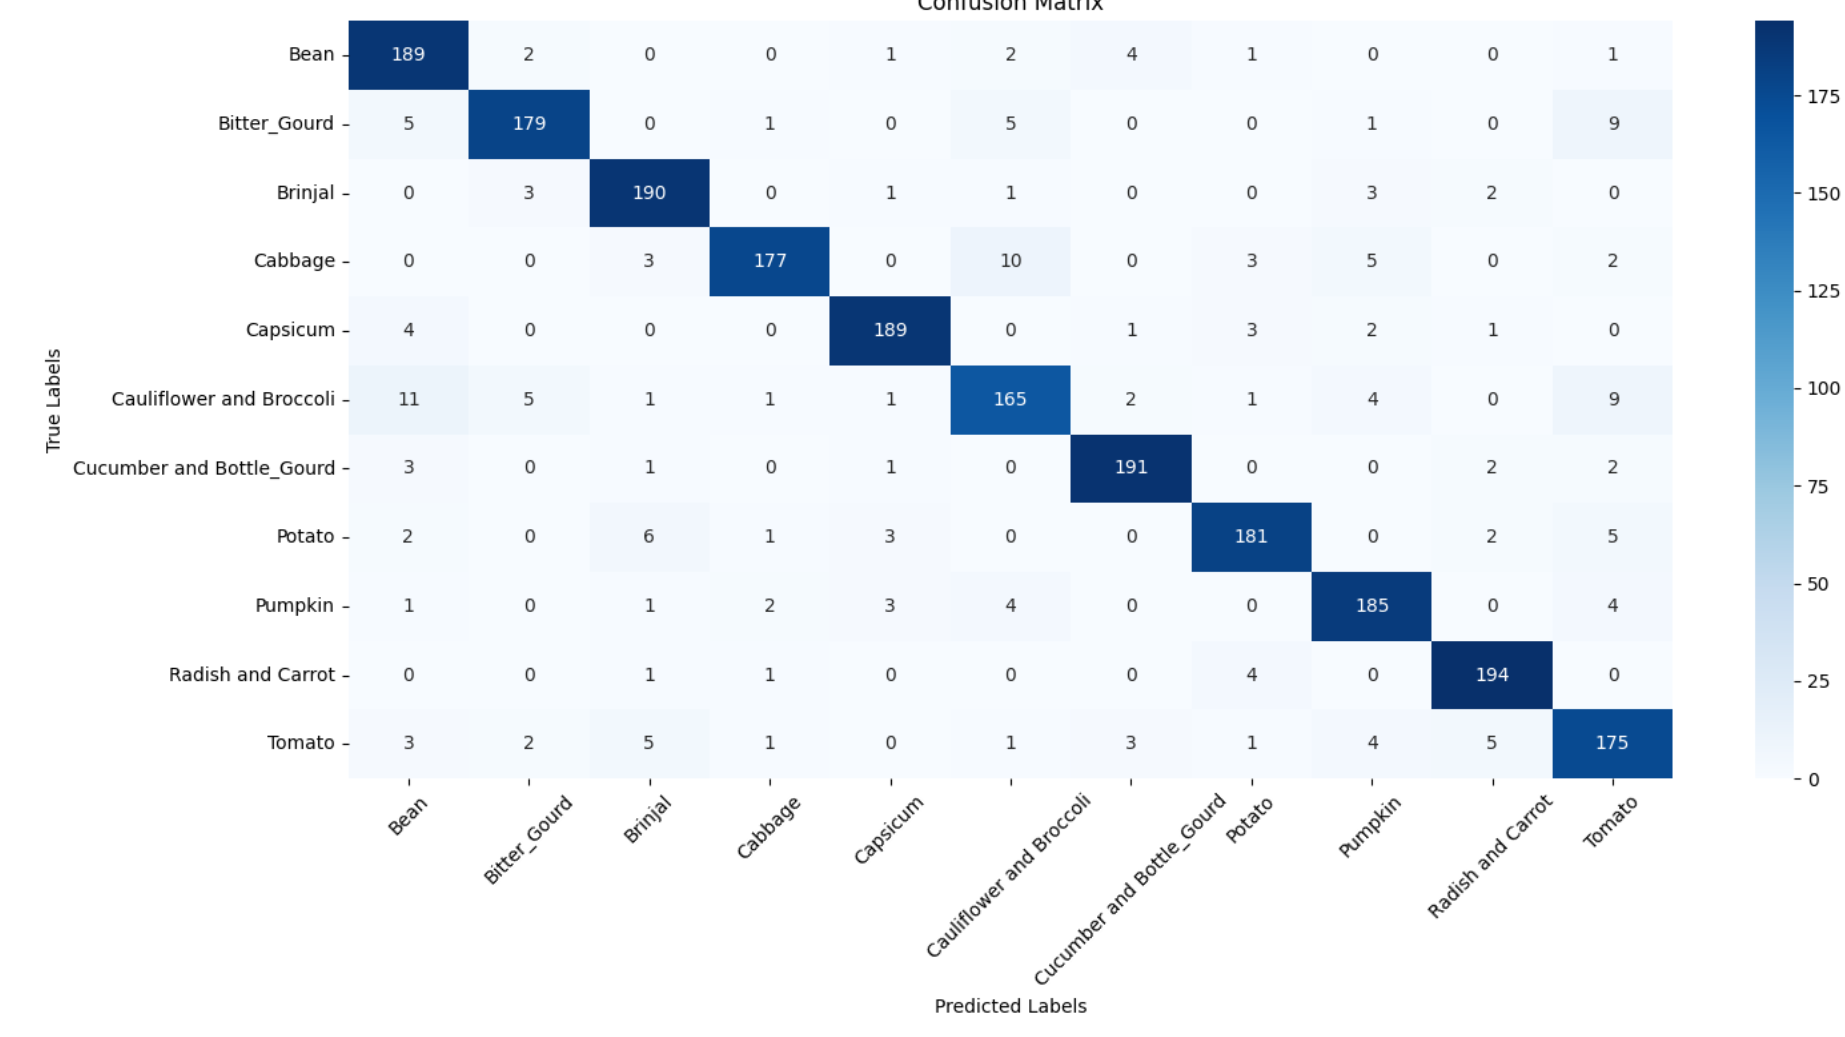 Confusion Matrix
Bean 189 2 0 0 1 2 4 1 0 0 1
Bitter_Gourd 5 179 0 1 0 5 0 0 1 0 9
Brinjal 0 3 190 0 1 1 0 0 3 2 0
Cabbage 0 0 3 177 0 10 0 3 5 0 2
Capsicum 4 0 0 0 189 0 1 3 2 1 0
Cauliflower and Broccoli 11 5 1 1 1 165 2 1 4 0 9
Cucumber and Bottle_Gourd 3 0 1 0 1 0 191 0 0 2 2
Potato 2 0 6 1 3 0 0 181 0 2 5
Pumpkin 1 0 1 2 3 4 0 0 185 0 4
Radish and Carrot 0 0 1 1 0 0 0 4 0 194 0
Tomato 3 2 5 1 0 1 3 1 4 5 175
True Labels
Bean
Bitter_Gourd
Brinjal
Cabbage
Capsicum
Cauliflower and Broccoli
Cucumber and Bottle_Gourd
Potato
Pumpkin
Radish and Carrot
Tomato
Predicted Labels
175
150
125
100
75
50
25
0